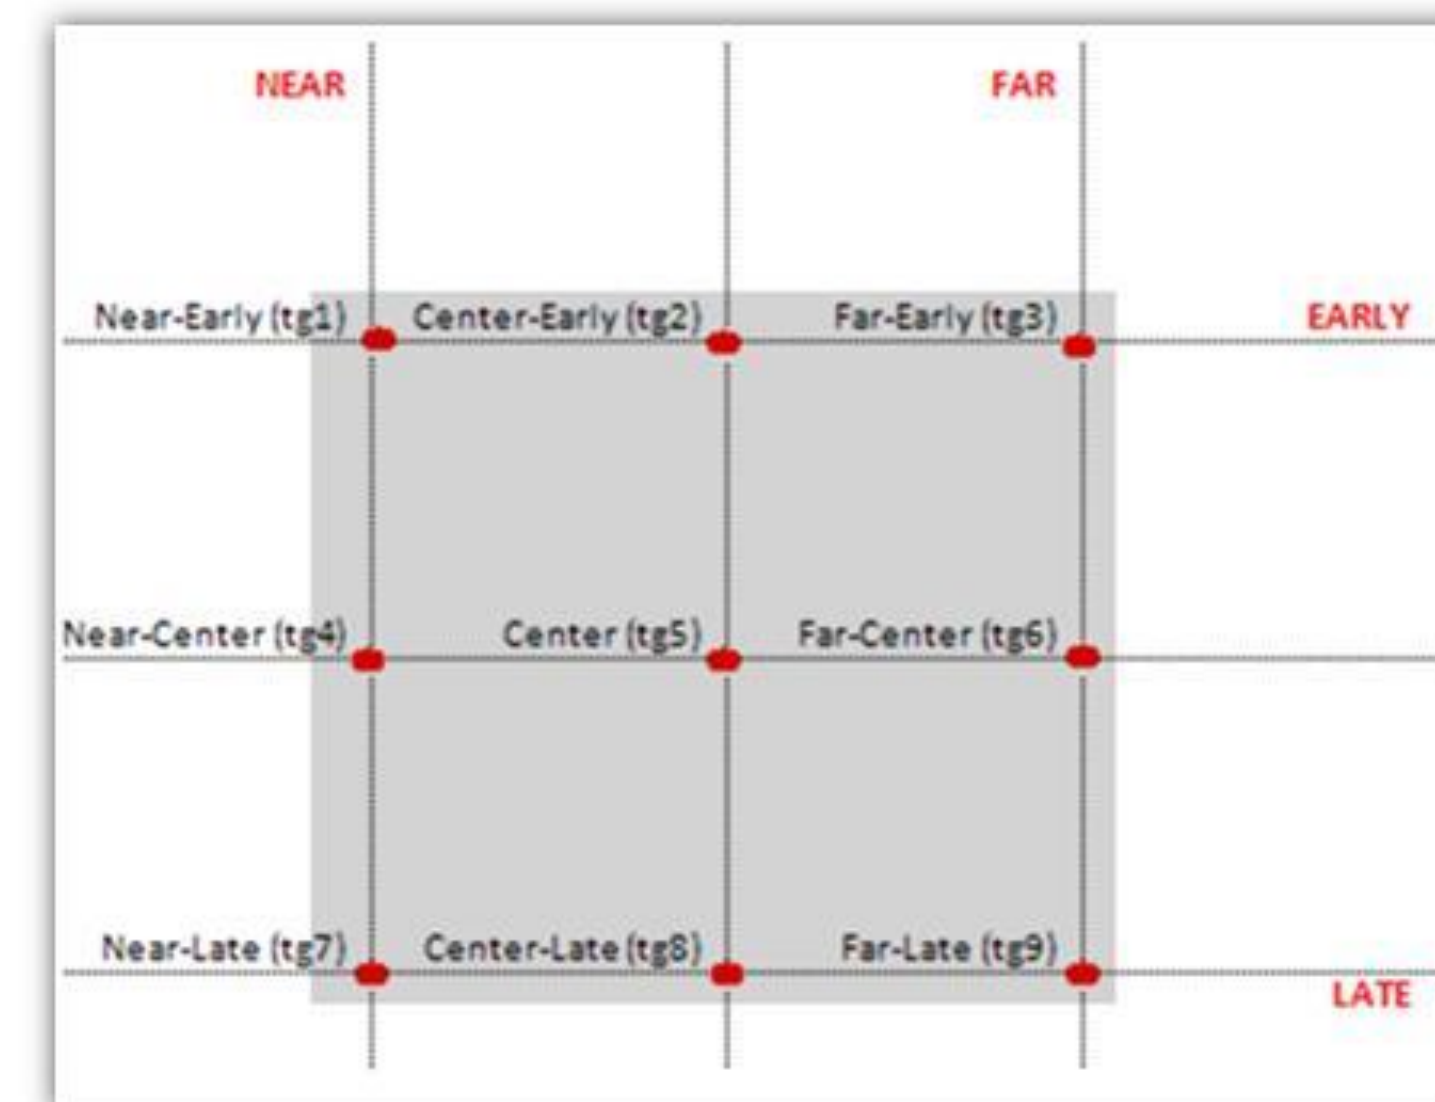 NEAR FAR
Near-Early (tg1) Center-Early (tg2) Far-Early (tg3) EARLY
Near-Center (tg4) Center (tg5) Far-Center (tg6)
Near-Late (tg7) Center-Late (tg8) Far-Late (tg9)
LATE